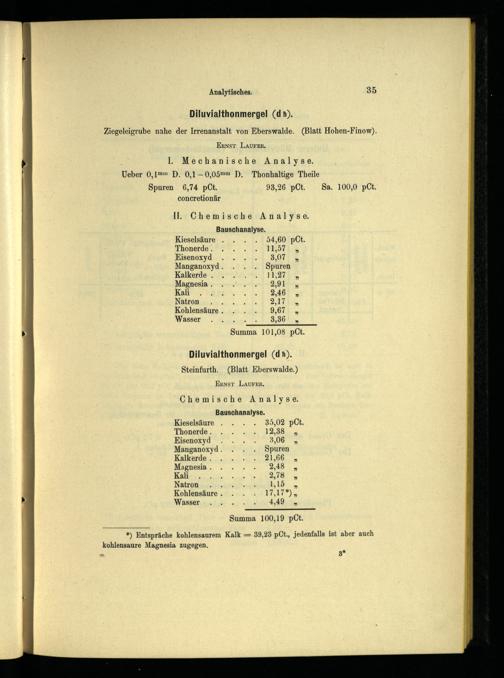 Analytisches. 35
Diluvialthonmergel (dh).
Ziegeleigrube nahe der Irrenanstalt von Eberswalde. (Blatt Hohen-Finow).
Ernst Laufer.
I. Mechanische Analyse.
Ueber 0,1mm D. 0,1–0,05mm D. Thonhaltige Theile
Spuren 6,74 pCt. 93,26 pCt. Sa. 100,0 pCt.
concretionär
II. Chemische Analyse.
Bauschanalyse.
Kieselsäure . . . . 54,60 pCt.
Thonerde . . . . . 11,57 „
Eisenoxyd . . . . 3,07 „
Manganoxyd . . . . Spuren
Kalkerde . . . . . 11,27 „
Magnesia . . . . . 2,91 „
Kali . . . . . . 2,46 „
Natron . . . . . 2,17 „
Kohlensäure . . . . 9,67 „
Wasser . . . . . 3,36 „
Summa 101,08 pCt.
Diluvialthonmergel (dh).
Steinfurth. (Blatt Eberswalde.)
Ernst Laufer.
Chemische Analyse.
Bauschanalyse.
Kieselsäure . . . . 35,02 pCt.
Thonerde . . . . . 12,38 „
Eisenoxyd . . . . 3,06 „
Manganoxyd . . . . Spuren
Kalkerde . . . . . 21,66 „
Magnesia . . . . . 2,48 „
Kali . . . . . . 2,78 „
Natron . . . . . 1,15 „
Kohlensäure . . . . 17,17*) „
Wasser . . . . . 4,49 „
Summa 100,19 pCt.
*) Entspräche kohlensaurem Kalk = 39,23 pCt., jedenfalls ist aber auch
kohlensaure Magnesia zugegen.
3*